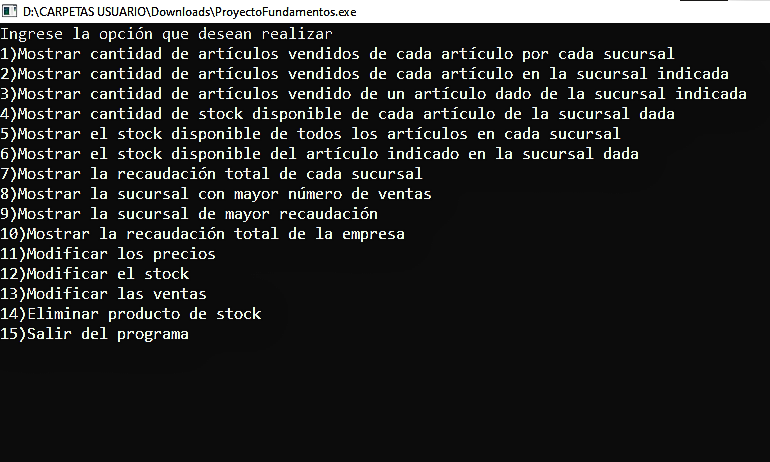 D:\CARPETAS USUARIO\Downloads\ProyectoFundamentos.exe
Ingrese la opción que desean realizar
1)Mostrar cantidad de artículos vendidos de cada artículo por cada sucursal
2)Mostrar cantidad de artículos vendidos de cada artículo en la sucursal indicada
3)Mostrar cantidad de artículos vendido de un artículo dado de la sucursal indicada
4)Mostrar cantidad de stock disponible de cada artículo de la sucursal dada
5)Mostrar el stock disponible de todos los artículos en cada sucursal
6)Mostrar el stock disponible del artículo indicado en la sucursal dada
7)Mostrar la recaudación total de cada sucursal
8)Mostrar la sucursal con mayor número de ventas
9)Mostrar la sucursal de mayor recaudación
10)Mostrar la recaudación total de la empresa
11)Modificar los precios
12)Modificar el stock
13)Modificar las ventas
14)Eliminar producto de stock
15)Salir del programa